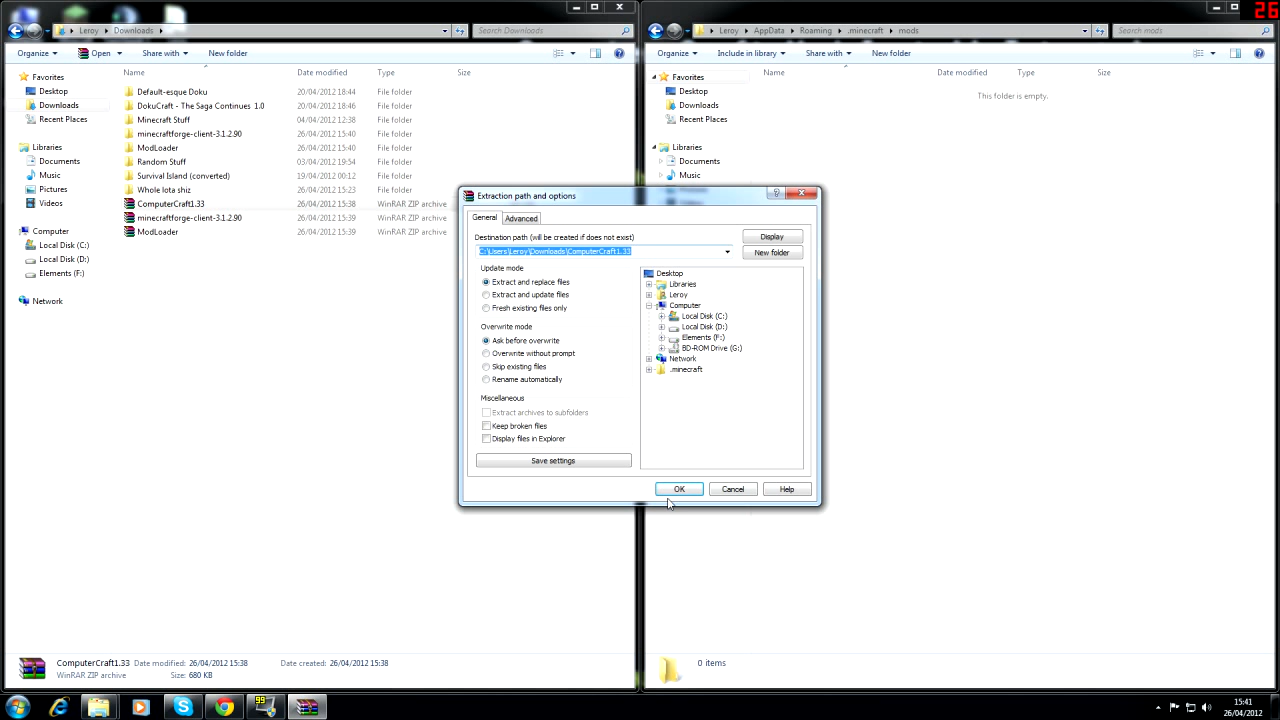 26
Leroy Downloads
Search Downloads
Leroy AppData Roaming .minecraft mods
Search mods
Organize Open Share with New folder
Organize Include in library Share with New folder
Favorites
Desktop
Downloads
Recent Places
Libraries
Documents
Music
Pictures
Videos
Computer
Local Disk (C:)
Local Disk (D:)
Elements (F:)
Network
Name Date modified Type Size
Default-esque Doku 20/04/2012 18:44 File folder
DokuCraft - The Saga Continues 1.0 20/04/2012 18:46 File folder
Minecraft Stuff 04/04/2012 12:38 File folder
minecraftforge-client-3.1.2.90 26/04/2012 15:40 File folder
ModLoader 26/04/2012 15:40 File folder
Random Stuff 03/04/2012 19:54 File folder
Survival Island (converted) 19/04/2012 00:12 File folder
Whole lota shiz 26/04/2012 15:23 File folder
ComputerCraft1.33 26/04/2012 15:38 WinRAR ZIP archive
minecraftforge-client-3.1.2.90 26/04/2012 15:39 WinRAR ZIP archive
ModLoader 26/04/2012 15:39 WinRAR ZIP archive
Favorites
Desktop
Downloads
Recent Places
Libraries
Documents
Music
Name Date modified Type Size
This folder is empty.
Extraction path and options
General Advanced
Destination path (will be created if does not exist)
C:\Users\Leroy\Downloads\ComputerCraft1.33
Display
New folder
Update mode
Extract and replace files
Extract and update files
Fresh existing files only
Overwrite mode
Ask before overwrite
Overwrite without prompt
Skip existing files
Rename automatically
Miscellaneous
Extract archives to subfolders
Keep broken files
Display files in Explorer
Save settings
Desktop
Libraries
Leroy
Computer
Local Disk (C:)
Local Disk (D:)
Elements (F:)
BD-ROM Drive (G:)
Network
.minecraft
OK Cancel Help
ComputerCraft1.33 Date modified: 26/04/2012 15:38 Date created: 26/04/2012 15:38
WinRAR ZIP archive Size: 680 KB
0 items
99
15:41
26/04/2012